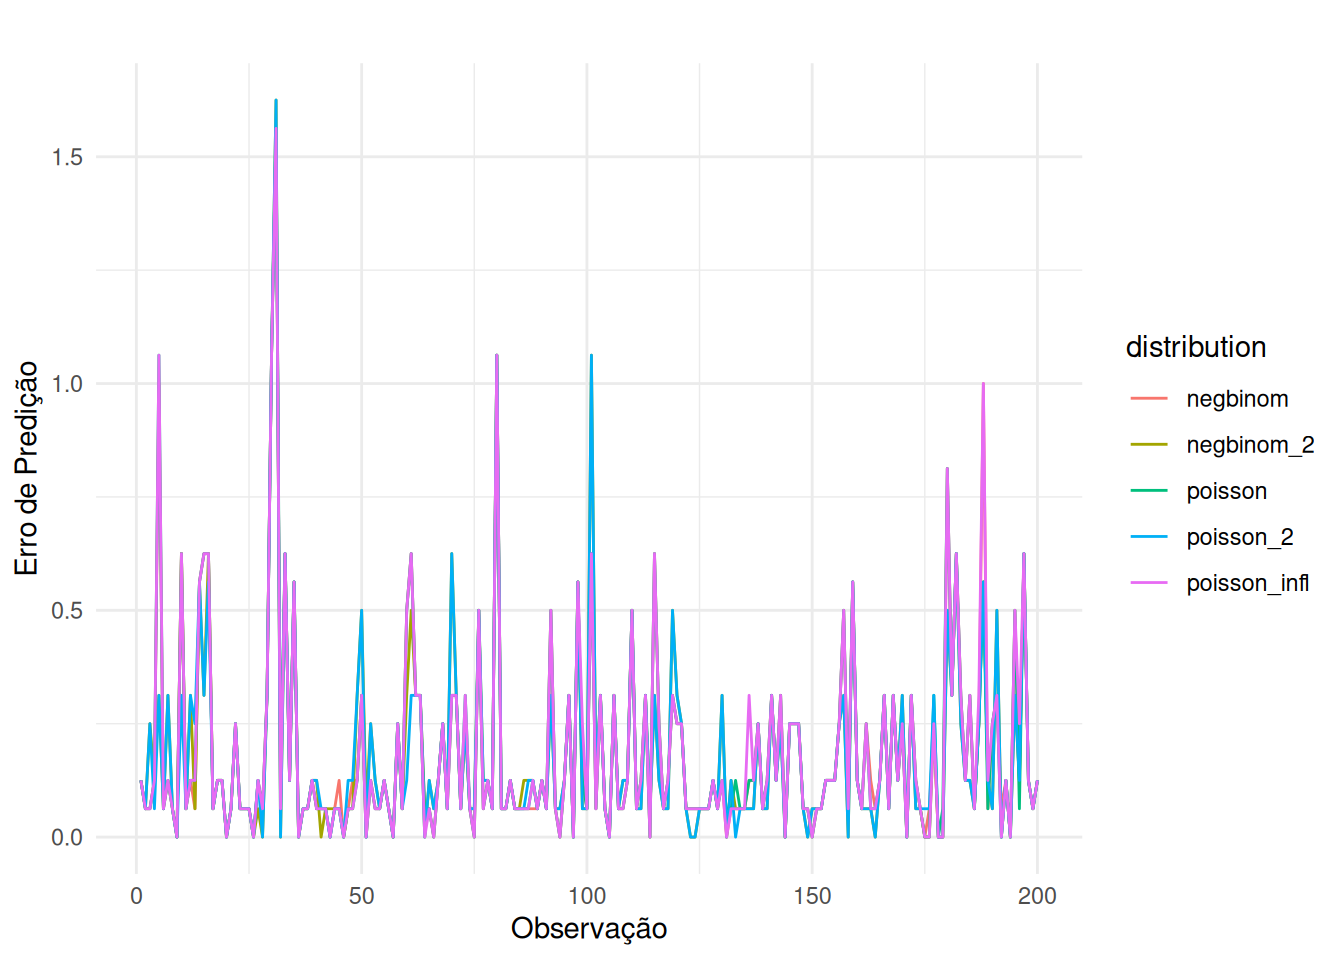 Erro de Predição
1.5
1.0
0.5
0.0
0
50
100
150
200
Observação
distribution
negbinom
negbinom_2
poisson
poisson_2
poisson_infl